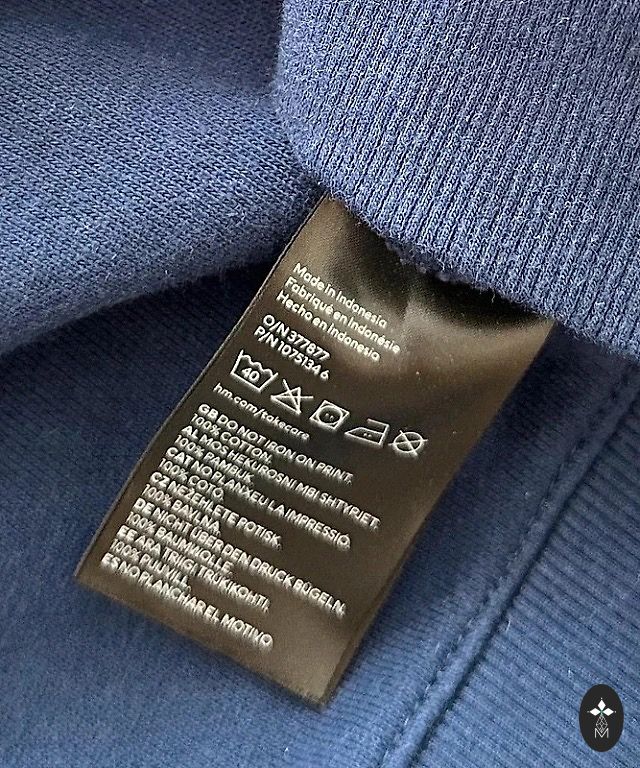 Made in Indonesia
Fabriqué en Indonésie
Hecho en Indonesia
O/N 377877
P/N 1075134 6
40
hm.com/takecare
GB DO NOT IRON ON PRINT.
100% COTTON.
AL MOS HEKUROSNI MBI SHTYPJET.
100% PAMBUK.
CAT NO PLANXEU LA IMPRESSIÓ.
100% COTÓ.
CZ NEŽEHLETE POTISK.
100% BAVLNA.
DE NICHT ÜBER DEN DRUCK BÜGELN.
100% BAUMWOLLE.
EE ÄRA TRIIGI TRÜKIKOHTI.
100% PUUVILL.
ES NO PLANCHAR EL MOTIVO
M